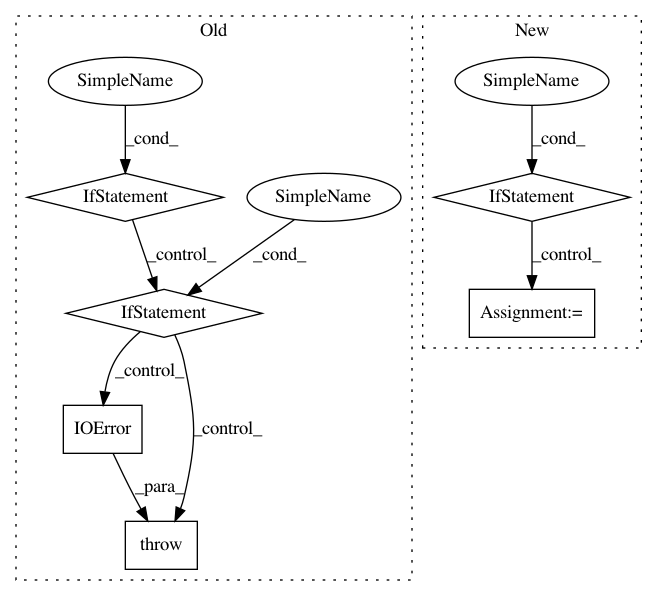 Old
New
SimpleName
SimpleName
_cond_
_cond_
IfStatement
SimpleName
IfStatement
_control_
_cond_
_control_
IfStatement
Assignment:=
_control_
IOError
_control_
_para_
throw